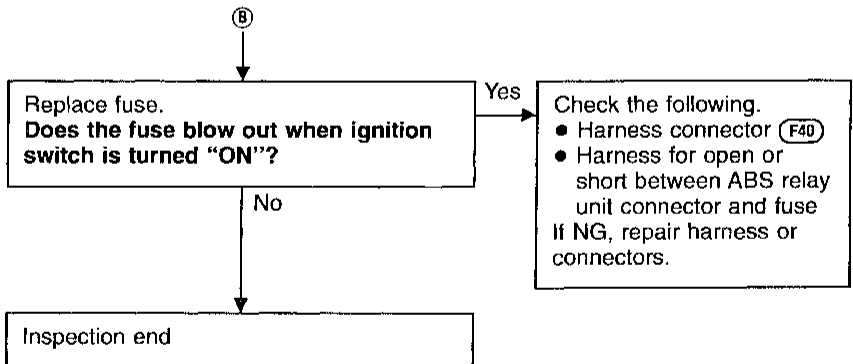 B
Replace fuse.
Does the fuse blow out when ignition
switch is turned "ON"?
Yes
Check the following.
● Harness connector F40
● Harness for open or
short between ABS relay
unit connector and fuse
If NG, repair harness or
connectors.
No
Inspection end